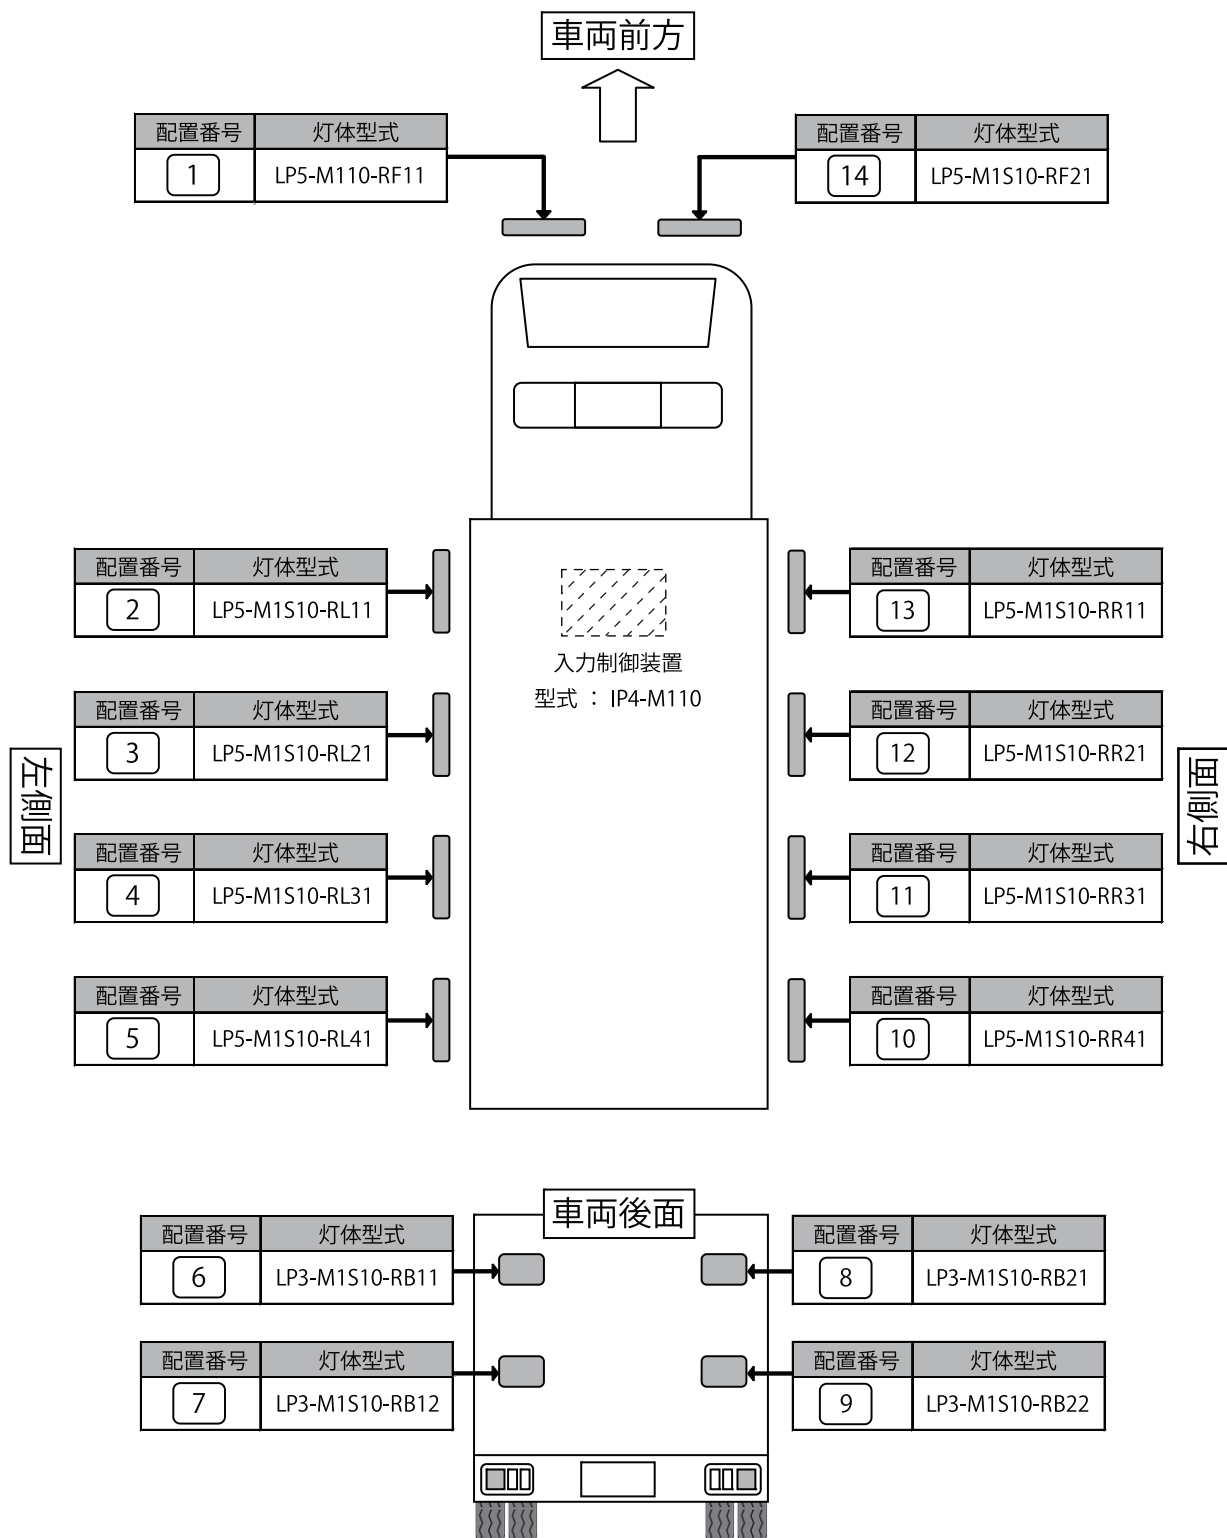 車両前方
配置番号 灯体型式
1 LP5-M110-RF11
配置番号 灯体型式
14 LP5-M1S10-RF21
配置番号 灯体型式
2 LP5-M1S10-RL11
配置番号 灯体型式
13 LP5-M1S10-RR11
入力制御装置
型式 : IP4-M110
配置番号 灯体型式
3 LP5-M1S10-RL21
配置番号 灯体型式
12 LP5-M1S10-RR21
左側面
右側面
配置番号 灯体型式
4 LP5-M1S10-RL31
配置番号 灯体型式
11 LP5-M1S10-RR31
配置番号 灯体型式
5 LP5-M1S10-RL41
配置番号 灯体型式
10 LP5-M1S10-RR41
車両後面
配置番号 灯体型式
6 LP3-M1S10-RB11
配置番号 灯体型式
8 LP3-M1S10-RB21
配置番号 灯体型式
7 LP3-M1S10-RB12
配置番号 灯体型式
9 LP3-M1S10-RB22